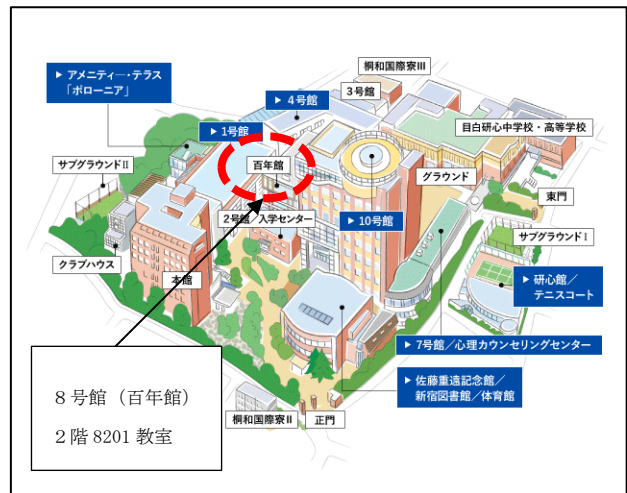 桐和国際寮Ⅲ
▶ アメニティ―・テラス
「ポローニア」
▶ 4号館
3号館
▶ 1号館
目白研心中学校・高等学校
サブグラウンドⅡ
百年館
グラウンド
東門
2号館／入学センター
▶ 10号館
サブグラウンドⅠ
クラブハウス
本館
▶ 研心館／
テニスコート
▶ 7号館／心理カウンセリングセンター
８号館（百年館）
２階 8201 教室
▶ 佐藤重遠記念館／
新宿図書館／体育館
桐和国際寮Ⅱ
正門